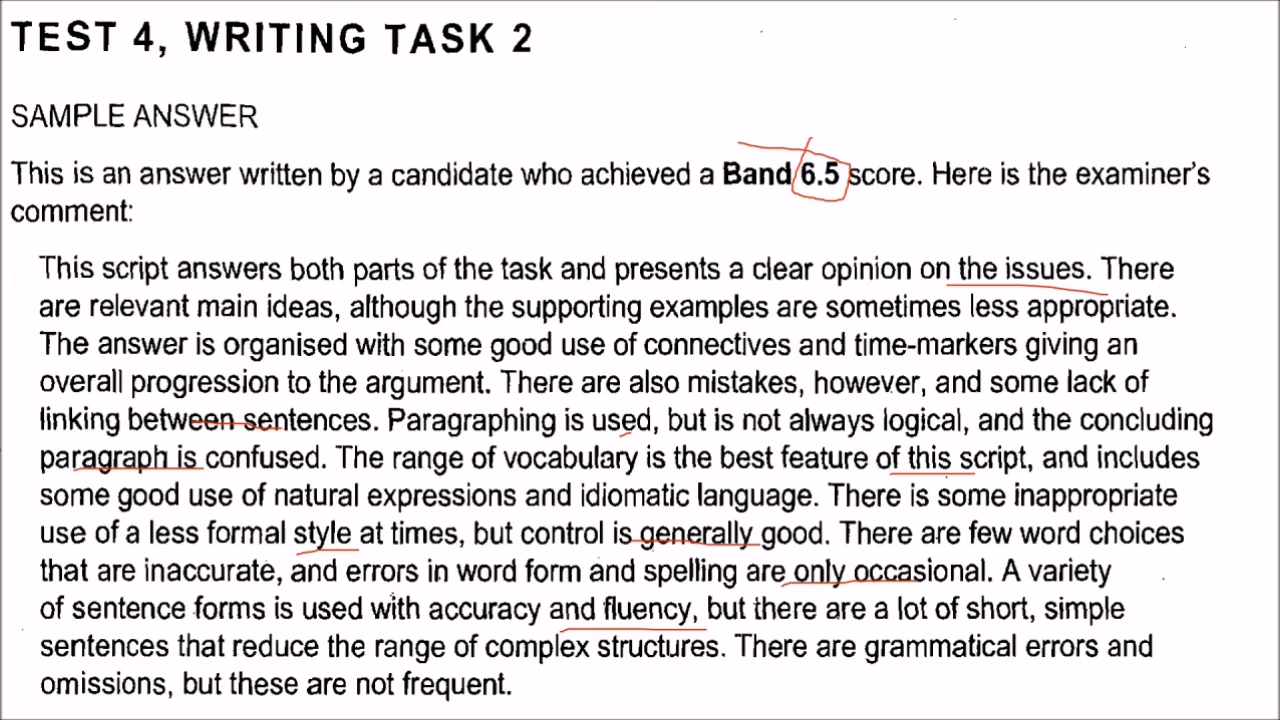 TEST 4, WRITING TASK 2
SAMPLE ANSWER
This is an answer written by a candidate who achieved a Band 6.5 score. Here is the examiner's
comment:
This script answers both parts of the task and presents a clear opinion on the issues. There
are relevant main ideas, although the supporting examples are sometimes less appropriate.
The answer is organised with some good use of connectives and time-markers giving an
overall progression to the argument. There are also mistakes, however, and some lack of
linking between sentences. Paragraphing is used, but is not always logical, and the concluding
paragraph is confused. The range of vocabulary is the best feature of this script, and includes
some good use of natural expressions and idiomatic language. There is some inappropriate
use of a less formal style at times, but control is generally good. There are few word choices
that are inaccurate, and errors in word form and spelling are only occasional. A variety
of sentence forms is used with accuracy and fluency, but there are a lot of short, simple
sentences that reduce the range of complex structures. There are grammatical errors and
omissions, but these are not frequent.